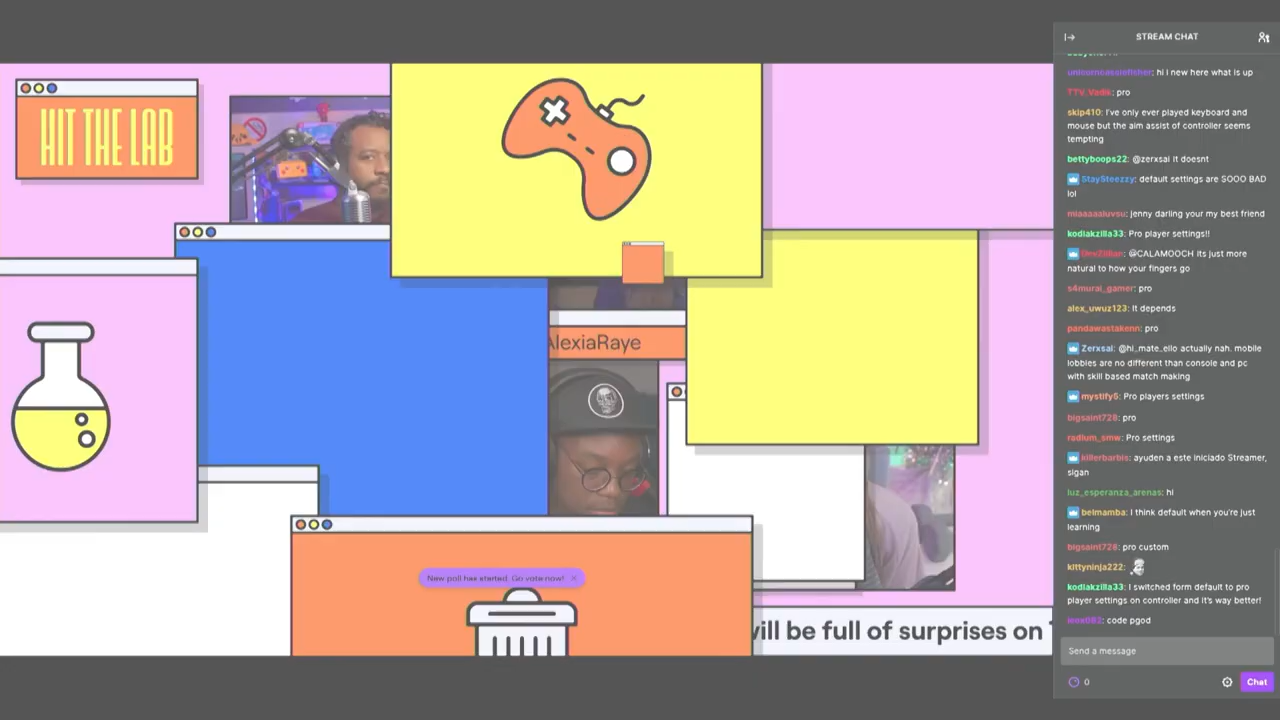 STREAM CHAT
unicorncassiefisher: hi I new here what is up
TTV_Vadik: pro
skip410: I've only ever played keyboard and
mouse but the aim assist of controller seems
tempting
bettyboops22: @zerxsal it doesnt
StaySteezzy: default settings are SOOO BAD
lol
miaaaaaluvsu: jenny darling your my best friend
kodiakzilla33: Pro player settings!!
@CALAMOOCH its just more
natural to how your fingers go
s4murai_gamer: pro
alex_uwuz123: It depends
pandawastakenn: pro
Zerxsal: @hi_mate_ello actually nah. mobile
lobbies are no different than console and pc
with skill based match making
mystify5: Pro players settings
bigsaint728: pro
radium_smw: Pro settings
killerbarbis: ayuden a este iniciado Streamer,
sigan
luz_esperanza_arenas: hi
belmamba: I think default when you're just
learning
bigsaint728: pro custom
kittyninja222:
kodiakzilla33: I switched form default to pro
player settings on controller and it's way better!
code pgod
Send a message
0
Chat
HIT THE LAB
AlexiaRaye
New poll has started. Go vote now!
will be full of surprises on